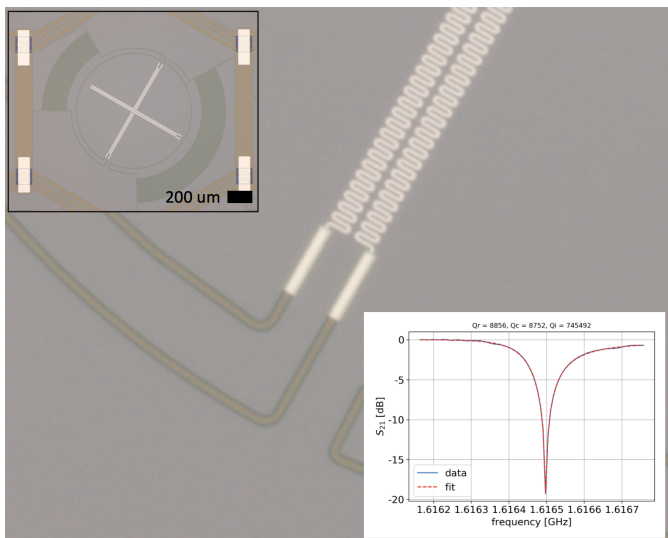 200 um
Qr = 8856, Qc = 8752, Qi = 745492
0
-5
-10
-15
-20
S21 [dB]
data
fit
1.6162 1.6163 1.6164 1.6165 1.6166 1.6167
frequency [GHz]